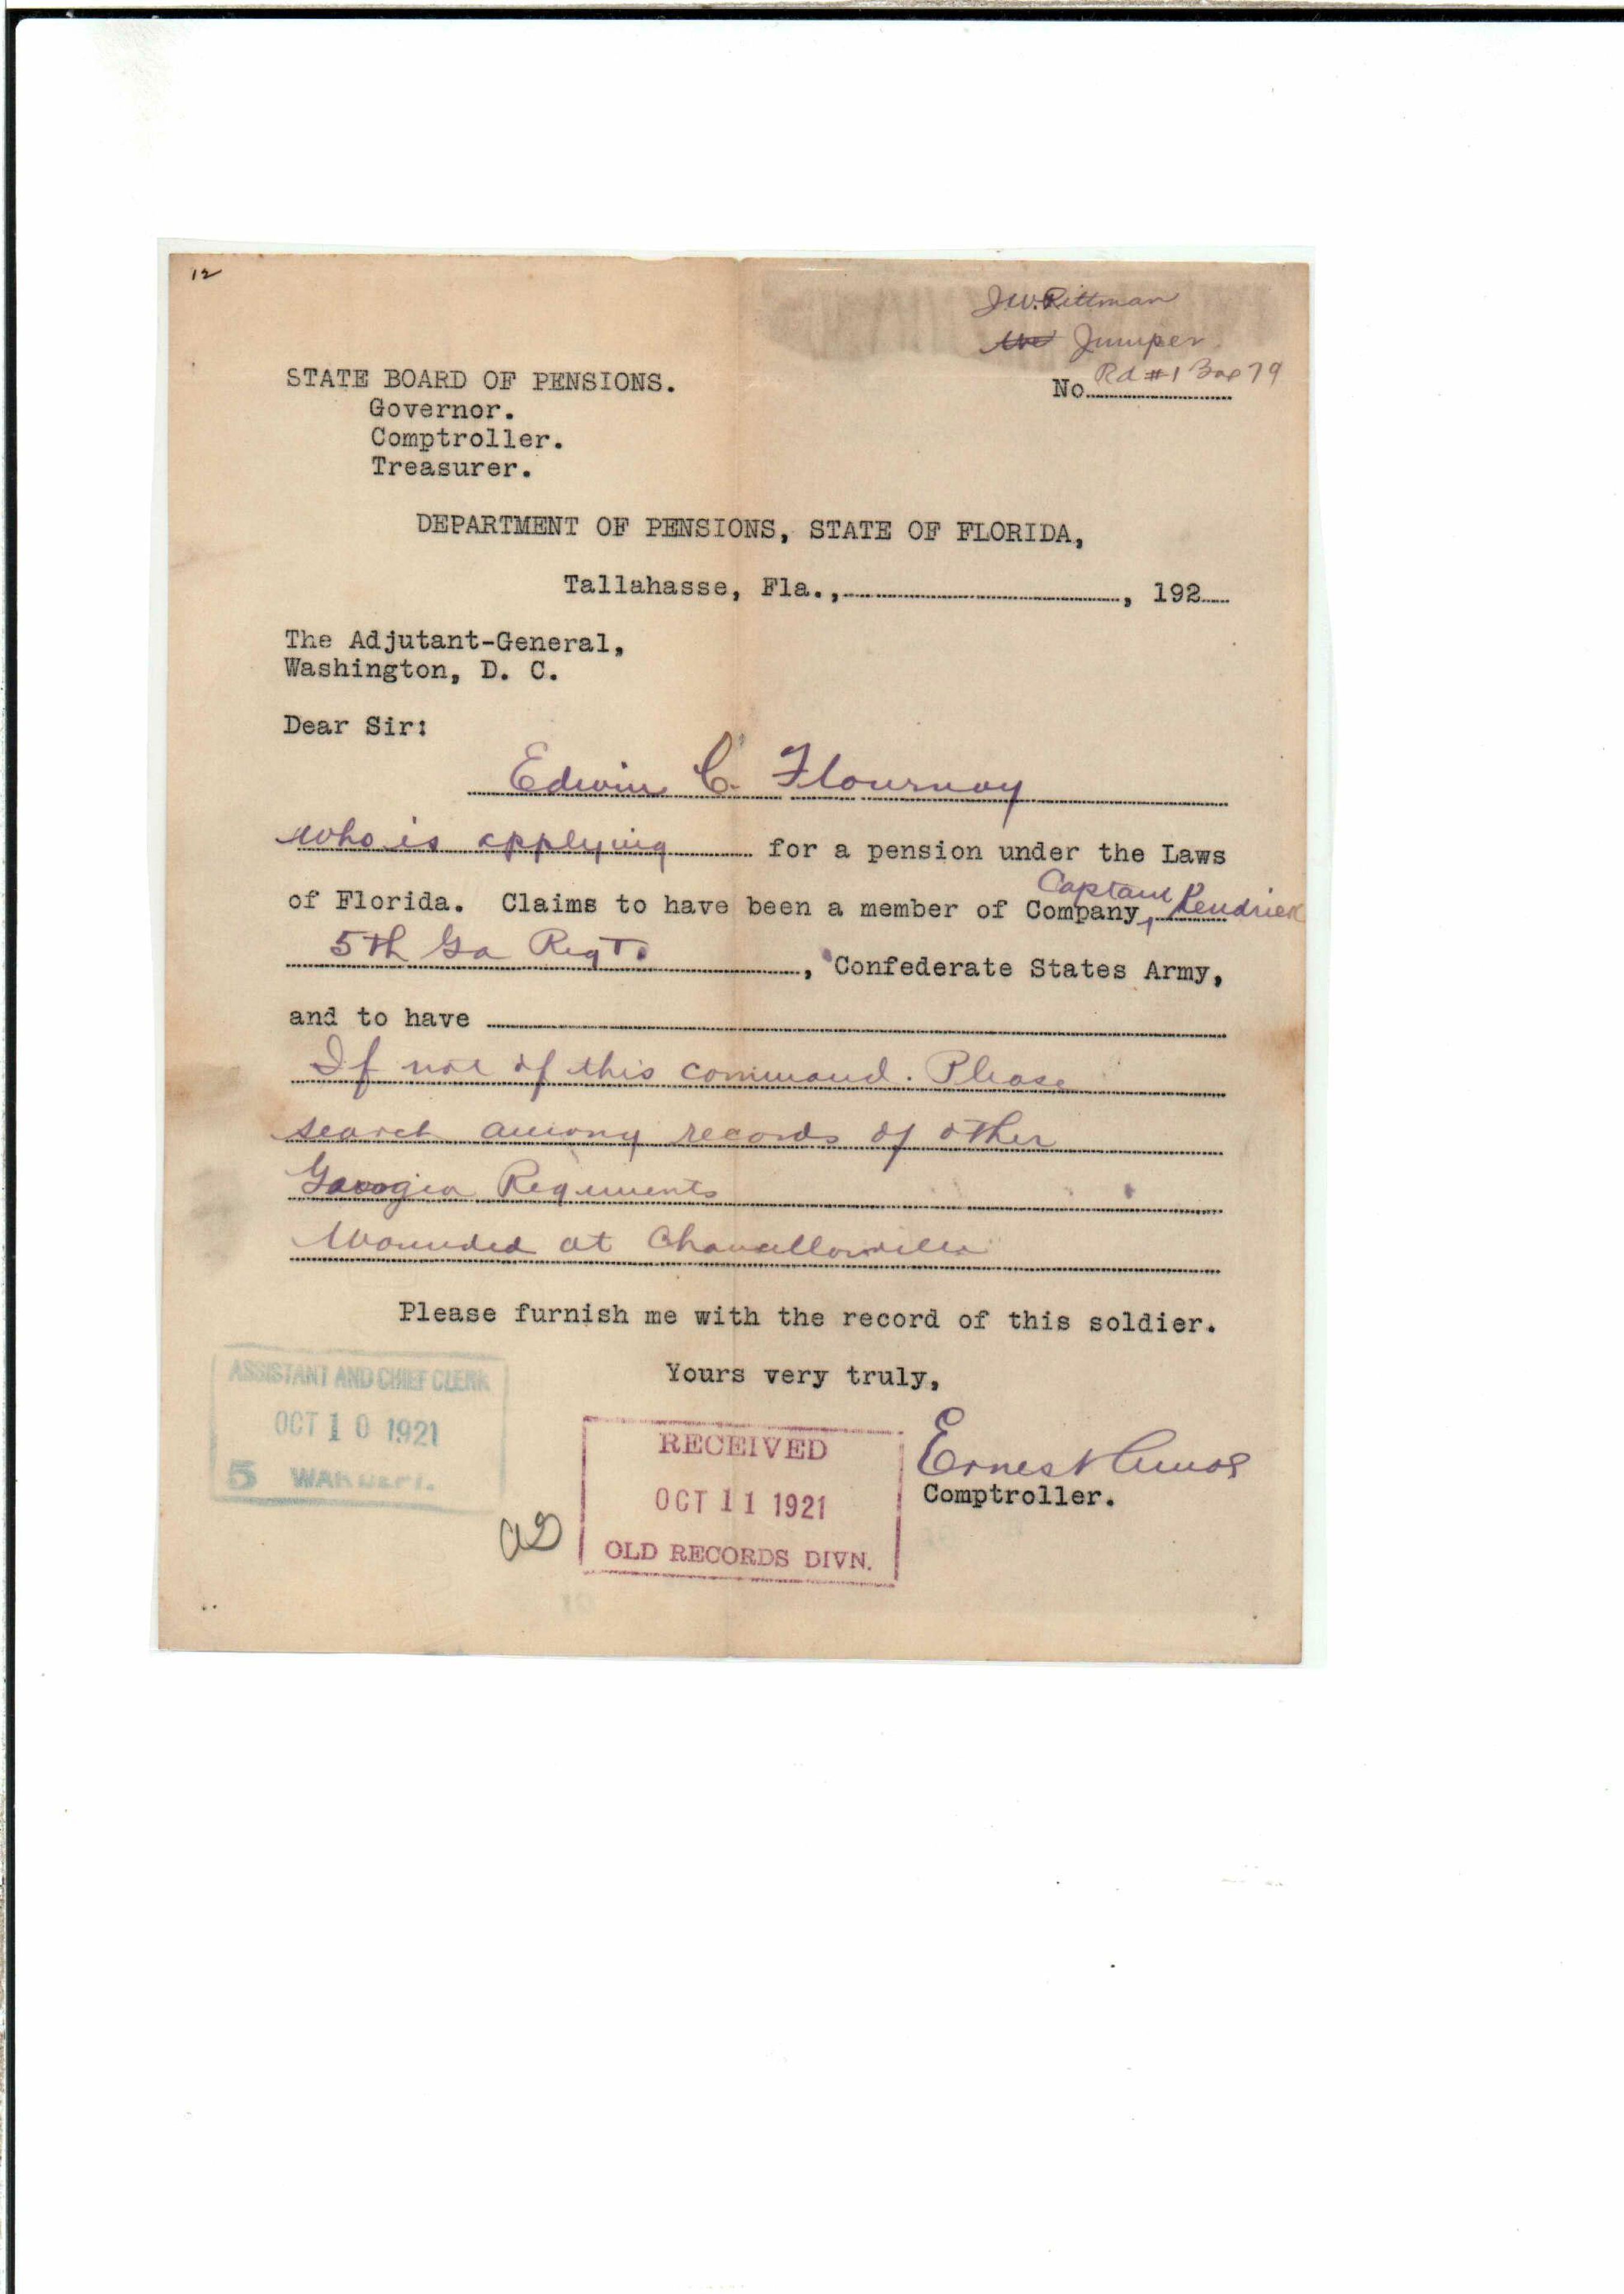 12
J.W. Pittman
Juniper
Rd #1 Box 79
STATE BOARD OF PENSIONS.
No
Governor.
Comptroller.
Treasurer.
DEPARTMENT OF PENSIONS, STATE OF FLORIDA,
Tallahasse, Fla., , 192
The Adjutant-General,
Washington, D. C.
Dear Sir:
Edwin C. Flournoy
who is applying for a pension under the Laws
Captain Kendrick
of Florida. Claims to have been a member of Company,
5th Ga Regt. , Confederate States Army,
and to have
If not of this command. Please
search among records of other
Regiments
Wounded at
Please furnish me with the record of this soldier.
Yours very truly,
ASSISTANT AND CHIEF CLERK
OCT 10 1921
5 WAR DEPT.
RECEIVED
OCT 11 1921
OLD RECORDS DIVN.
Ernest Amos
Comptroller.